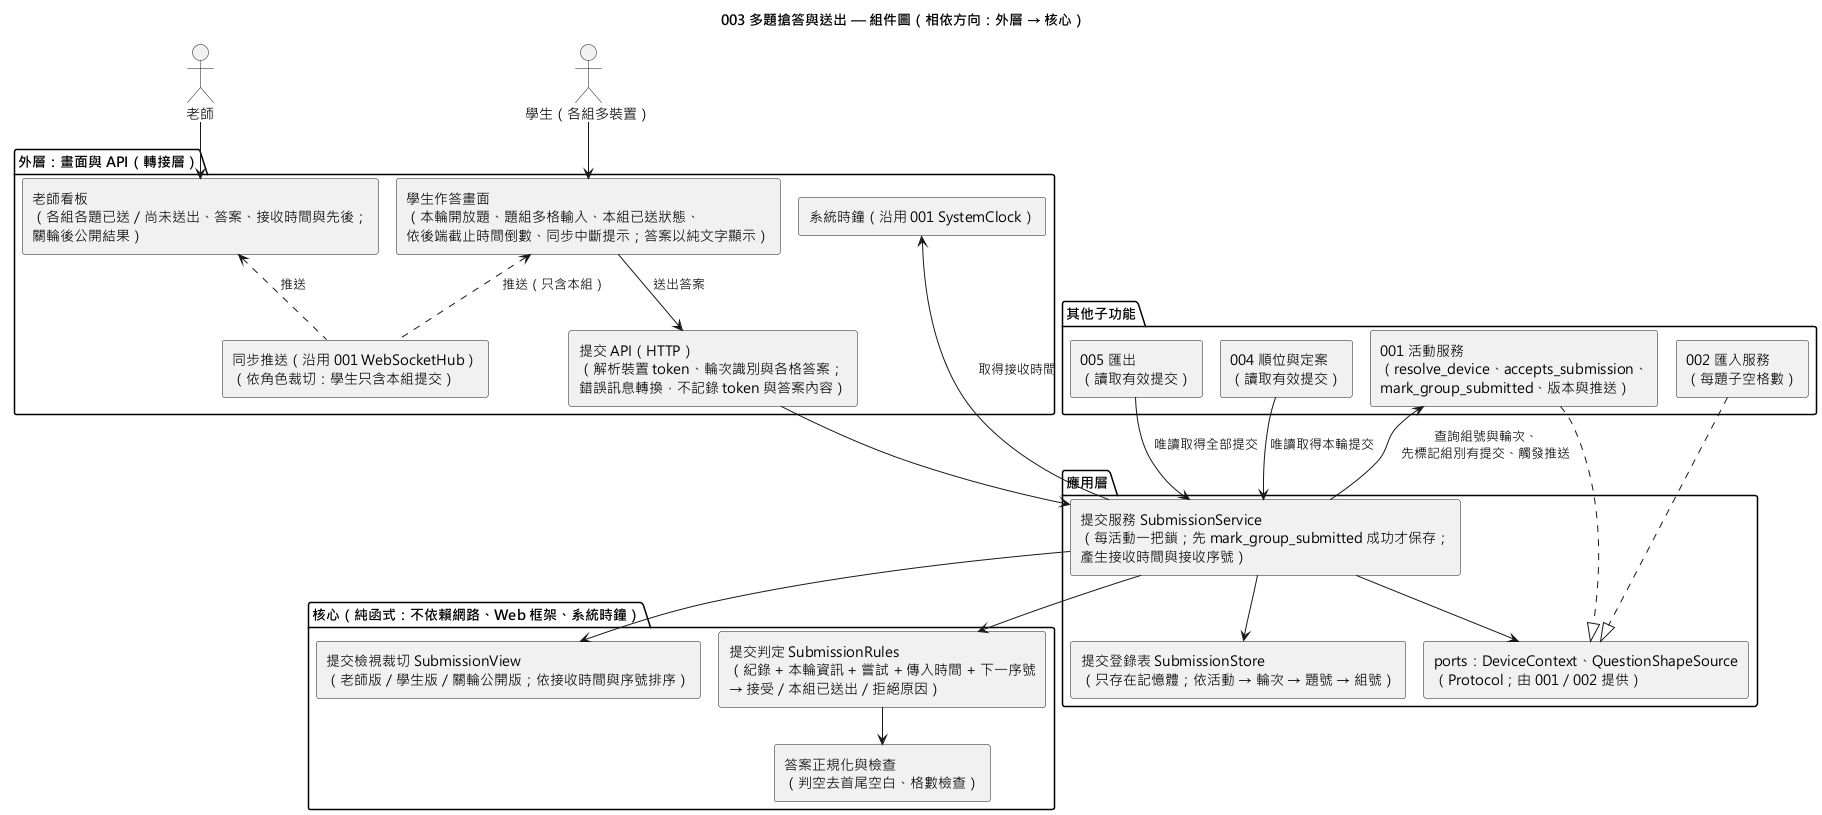 003 多題搶答與送出 — 組件圖（相依方向：外層 → 核心）
老師
學生（各組多裝置）
外層：畫面與 API（轉接層）
老師看板
（各組各題已送 / 尚未送出、答案、接收時間與先後；
關輪後公開結果）
學生作答畫面
（本輪開放題、題組多格輸入、本組已送狀態、
依後端截止時間倒數、同步中斷提示；答案以純文字顯示）
系統時鐘（沿用 001 SystemClock）
推送
推送（只含本組）
送出答案
同步推送（沿用 001 WebSocketHub）
（依角色裁切：學生只含本組提交）
提交 API（HTTP）
（解析裝置 token、輪次識別與各格答案；
錯誤訊息轉換．不記錄 token 與答案內容）
取得接收時間
其他子功能
005 匯出
（讀取有效提交）
004 順位與定案
（讀取有效提交）
001 活動服務
（resolve_device、accepts_submission、
mark_group_submitted、版本與推送）
002 匯入服務
（每題子空格數）
唯讀取得全部提交
唯讀取得本輪提交
查詢組號與輪次、
先標記組別有提交、觸發推送
應用層
提交服務 SubmissionService
（每活動一把鎖；先 mark_group_submitted 成功才保存；
產生接收時間與接收序號）
提交登錄表 SubmissionStore
（只存在記憶體；依活動 → 輪次 → 題號 → 組號）
ports：DeviceContext、QuestionShapeSource
（Protocol；由 001 / 002 提供）
核心（純函式：不依賴網路、Web 框架、系統時鐘）
提交檢視裁切 SubmissionView
（老師版 / 學生版 / 關輪公開版；依接收時間與序號排序）
提交判定 SubmissionRules
（紀錄 + 本輪資訊 + 嘗試 + 傳入時間 + 下一序號
→ 接受 / 本組已送出 / 拒絕原因）
答案正規化與檢查
（判空去首尾空白、格數檢查）